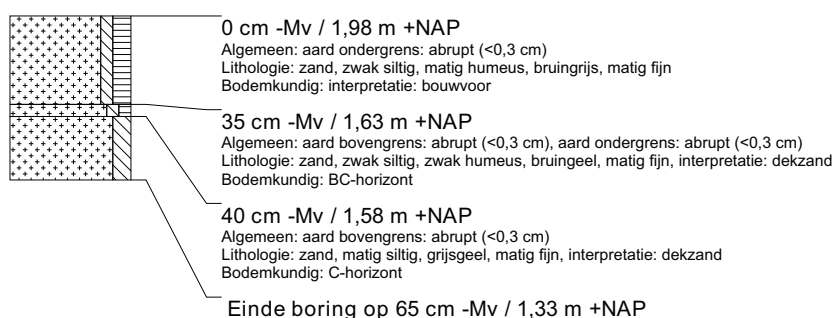 0 cm -Mv / 1,98 m +NAP
Algemeen: aard ondergrens: abrupt (<0,3 cm)
Lithologie: zand, zwak siltig, matig humeus, bruingrijs, matig fijn
Bodemkundig: interpretatie: bouwvoor
35 cm -Mv / 1,63 m +NAP
Algemeen: aard bovengrens: abrupt (<0,3 cm), aard ondergrens: abrupt (<0,3 cm)
Lithologie: zand, zwak siltig, zwak humeus, bruingeel, matig fijn, interpretatie: dekzand
Bodemkundig: BC-horizont
40 cm -Mv / 1,58 m +NAP
Algemeen: aard bovengrens: abrupt (<0,3 cm)
Lithologie: zand, matig siltig, grijsgeel, matig fijn, interpretatie: dekzand
Bodemkundig: C-horizont
Einde boring op 65 cm -Mv / 1,33 m +NAP